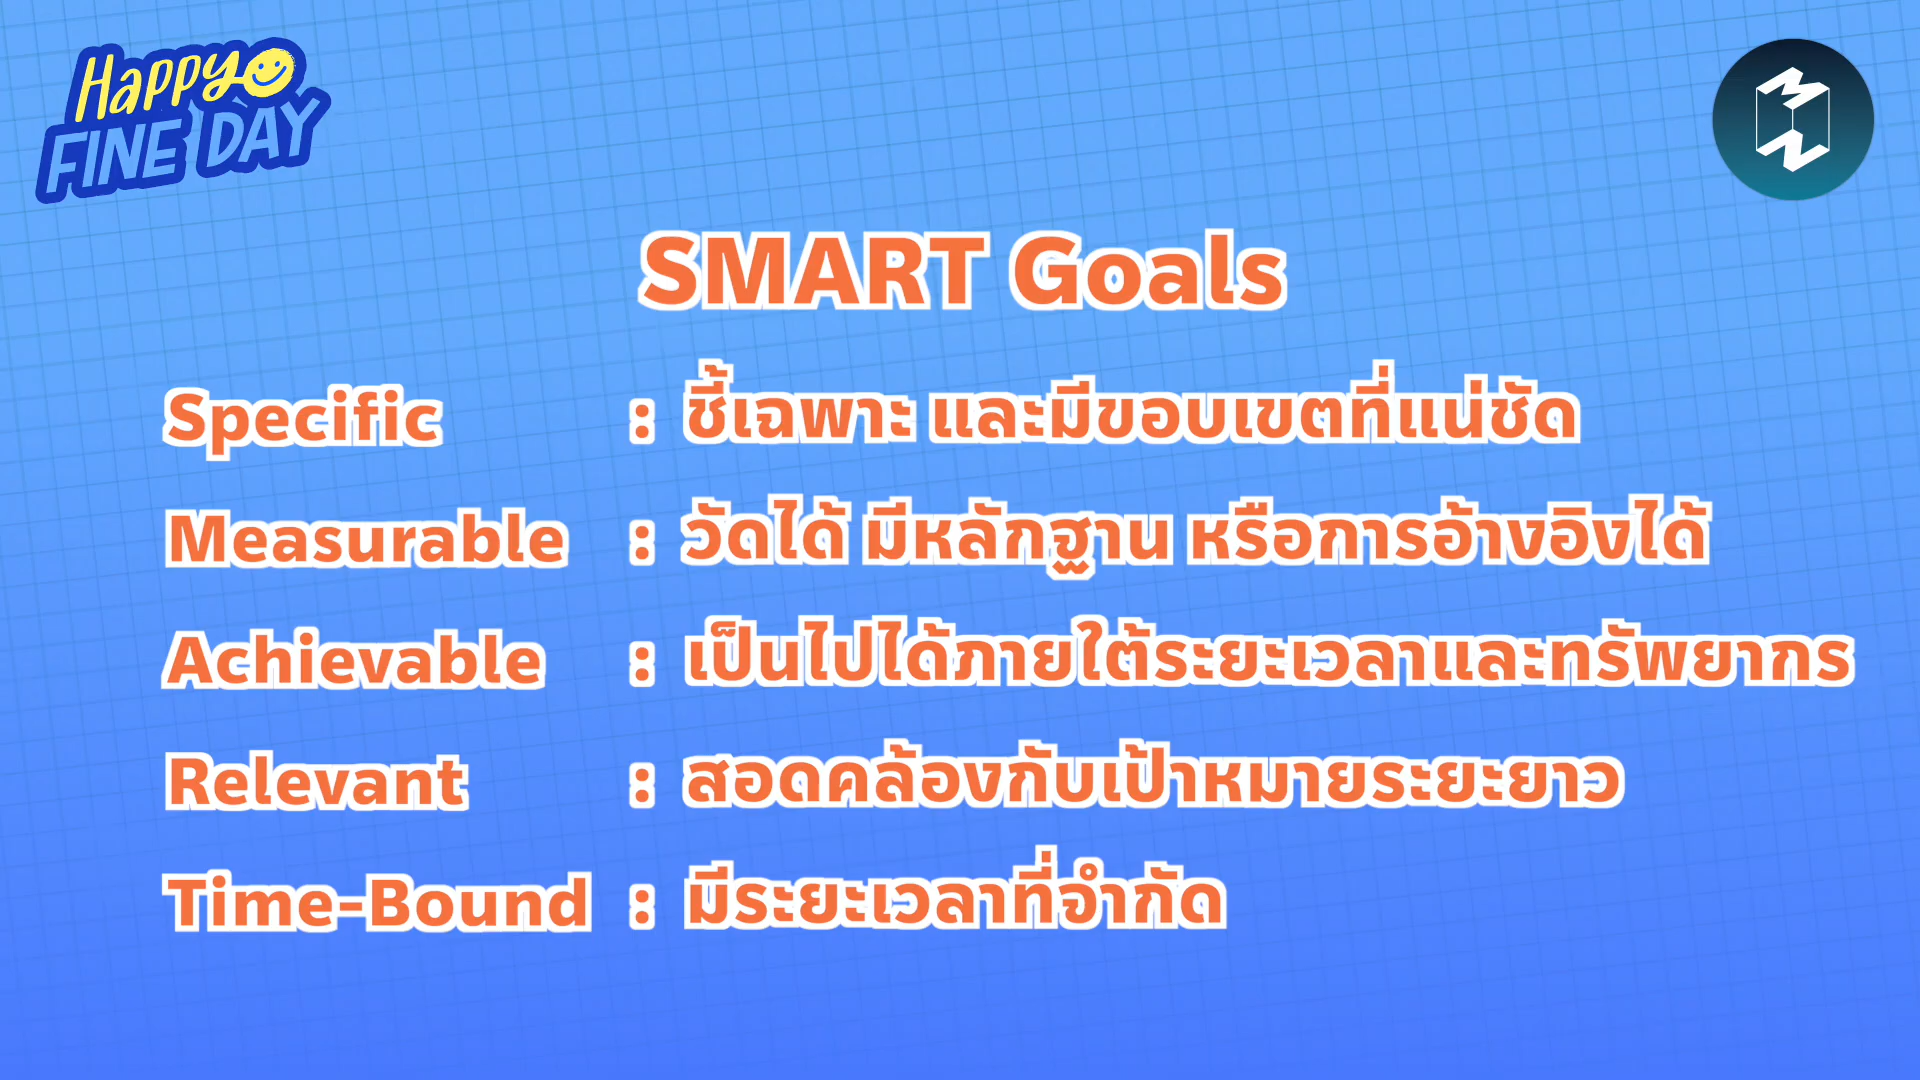 Happy
FINE DAY
SMART Goals
Specific : ชี้เฉพาะ และมีขอบเขตที่แน่ชัด
Measurable : วัดได้ มีหลักฐาน หรือการอ้างอิงได้
Achievable : เป็นไปได้ภายใต้ระยะเวลาและทรัพยากร
Relevant : สอดคล้องกับเป้าหมายระยะยาว
Time-Bound : มีระยะเวลาที่จำกัด